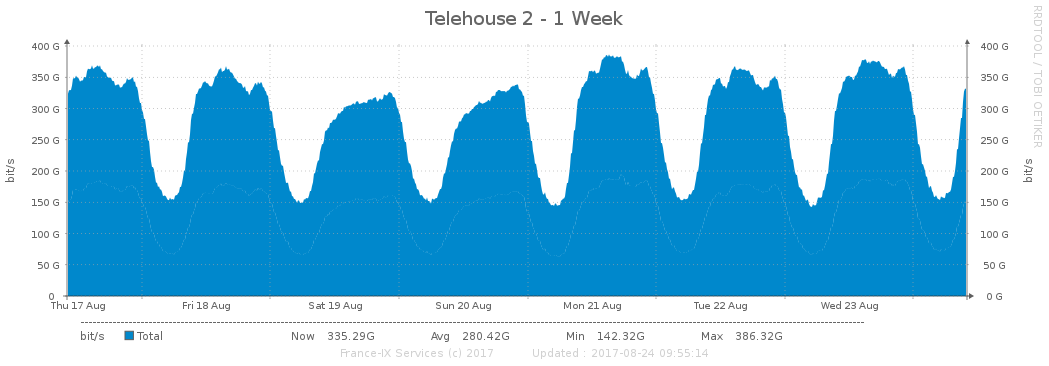 Telehouse 2 - 1 Week
RRDTOOL / TOBI OETIKER
400 G 400 G
350 G 350 G
300 G 300 G
250 G 250 G
200 G 200 G
150 G 150 G
100 G 100 G
50 G 50 G
0 0 G
bit/s bit/s
Thu 17 Aug Fri 18 Aug Sat 19 Aug Sun 20 Aug Mon 21 Aug Tue 22 Aug Wed 23 Aug
bit/s Total Now 335.29G Avg 280.42G Min 142.32G Max 386.32G
France-IX Services (c) 2017 Updated : 2017-08-24 09:55:14